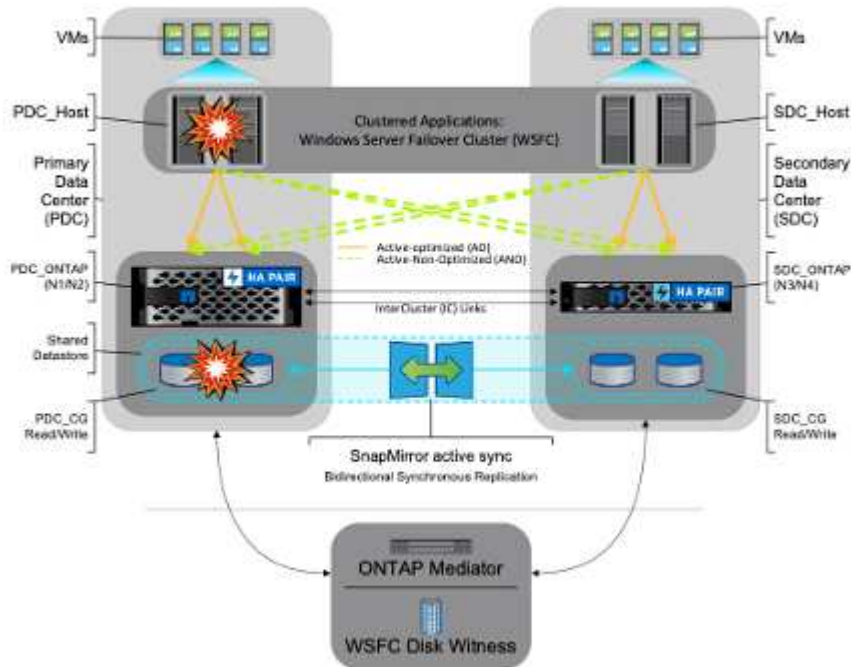 VMs
VMs
PDC_Host
Clustered Applications:
Windows Server Failover Cluster (WSFC)
SDC_Host
Primary
Data
Center
(PDC)
Secondary
Data
Center
(SDC)
Active-optimized (AO)
Active-Non-Optimized (ANO)
PDC_ONTAP
(N1/N2)
HA PAIR
InterCluster (IC) Links
SDC_ONTAP
(N3/N4)
HA PAIR
Shared
Datastore
PDC_CG
Read/Write
SDC_CG
Read/Write
SnapMirror active sync
Bidirectional Synchronous Replication
ONTAP Mediator
WSFC Disk Witness